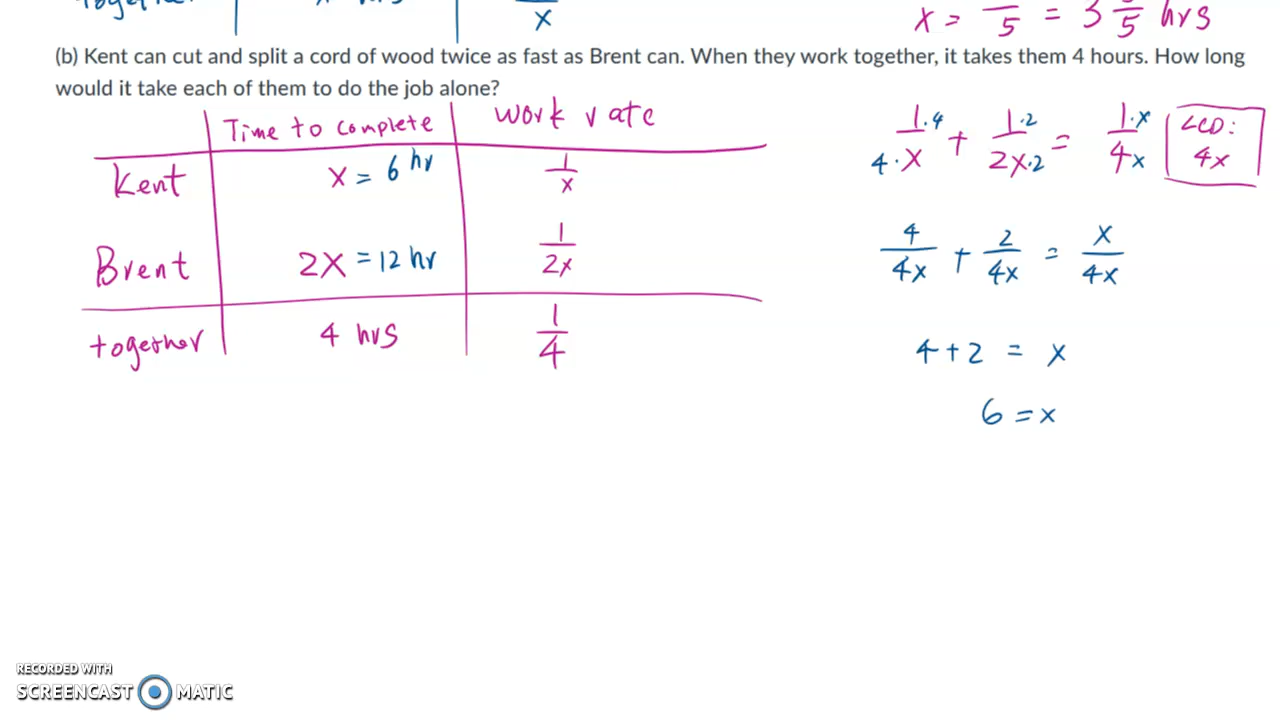 x
x = /5 = 3 /5 hrs
(b) Kent can cut and split a cord of wood twice as fast as Brent can. When they work together, it takes them 4 hours. How long
would it take each of them to do the job alone?
Time to complete work rate
Kent x = 6 hr 1/x
Brent 2x = 12 hr 1/2x
together 4 hrs 1/4
1·4/4·x + 1·2/2x·2 = 1·x/4x
LCD:
4x
4/4x + 2/4x = x/4x
4 + 2 = x
6 = x
RECORDED WITH
SCREENCAST MATIC